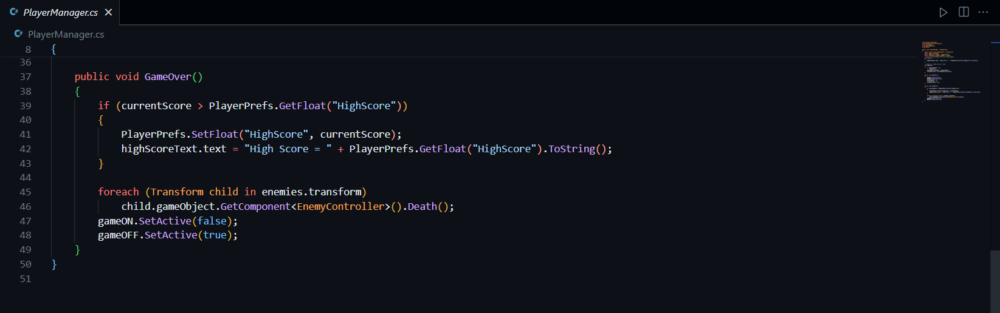 PlayerManager.cs
PlayerManager.cs
8 {
36
37 public void GameOver()
38 {
39 if (currentScore > PlayerPrefs.GetFloat("HighScore"))
40 {
41 PlayerPrefs.SetFloat("HighScore", currentScore);
42 highScoreText.text = "High Score = " + PlayerPrefs.GetFloat("HighScore").ToString();
43 }
44
45 foreach (Transform child in enemies.transform)
46 child.gameObject.GetComponent<EnemyController>().Death();
47 gameON.SetActive(false);
48 gameOFF.SetActive(true);
49 }
50 }
51